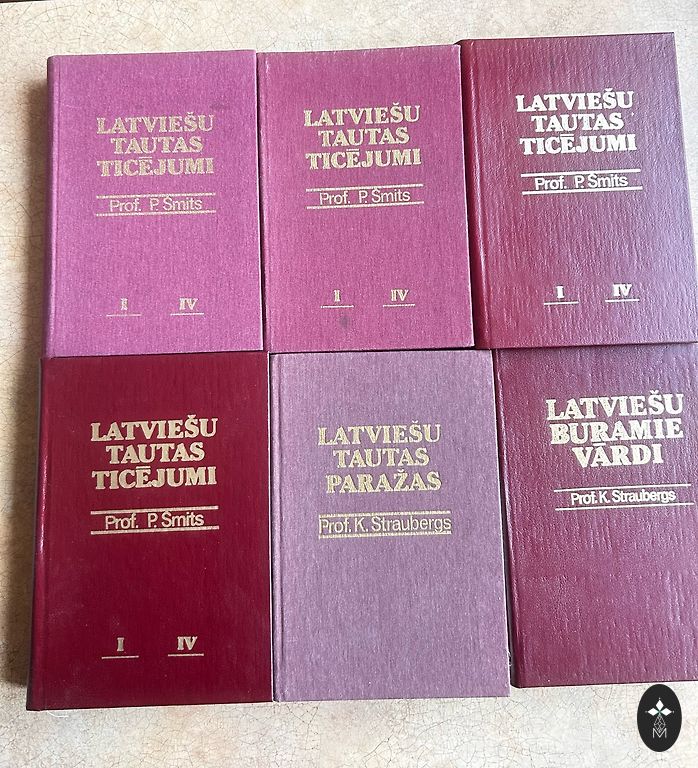 LATVIEŠU
TAUTAS
TICĒJUMI
Prof. P. Šmits
I IV
LATVIEŠU
TAUTAS
TICĒJUMI
Prof. P. Šmits
I IV
LATVIEŠU
TAUTAS
TICĒJUMI
Prof. P. Šmits
I IV
LATVIEŠU
TAUTAS
TICĒJUMI
Prof. P. Šmits
I IV
LATVIEŠU
TAUTAS
PARAŽAS
Prof. K. Straubergs
LATVIEŠU
BURAMIE
VĀRDI
Prof. K. Straubergs
M